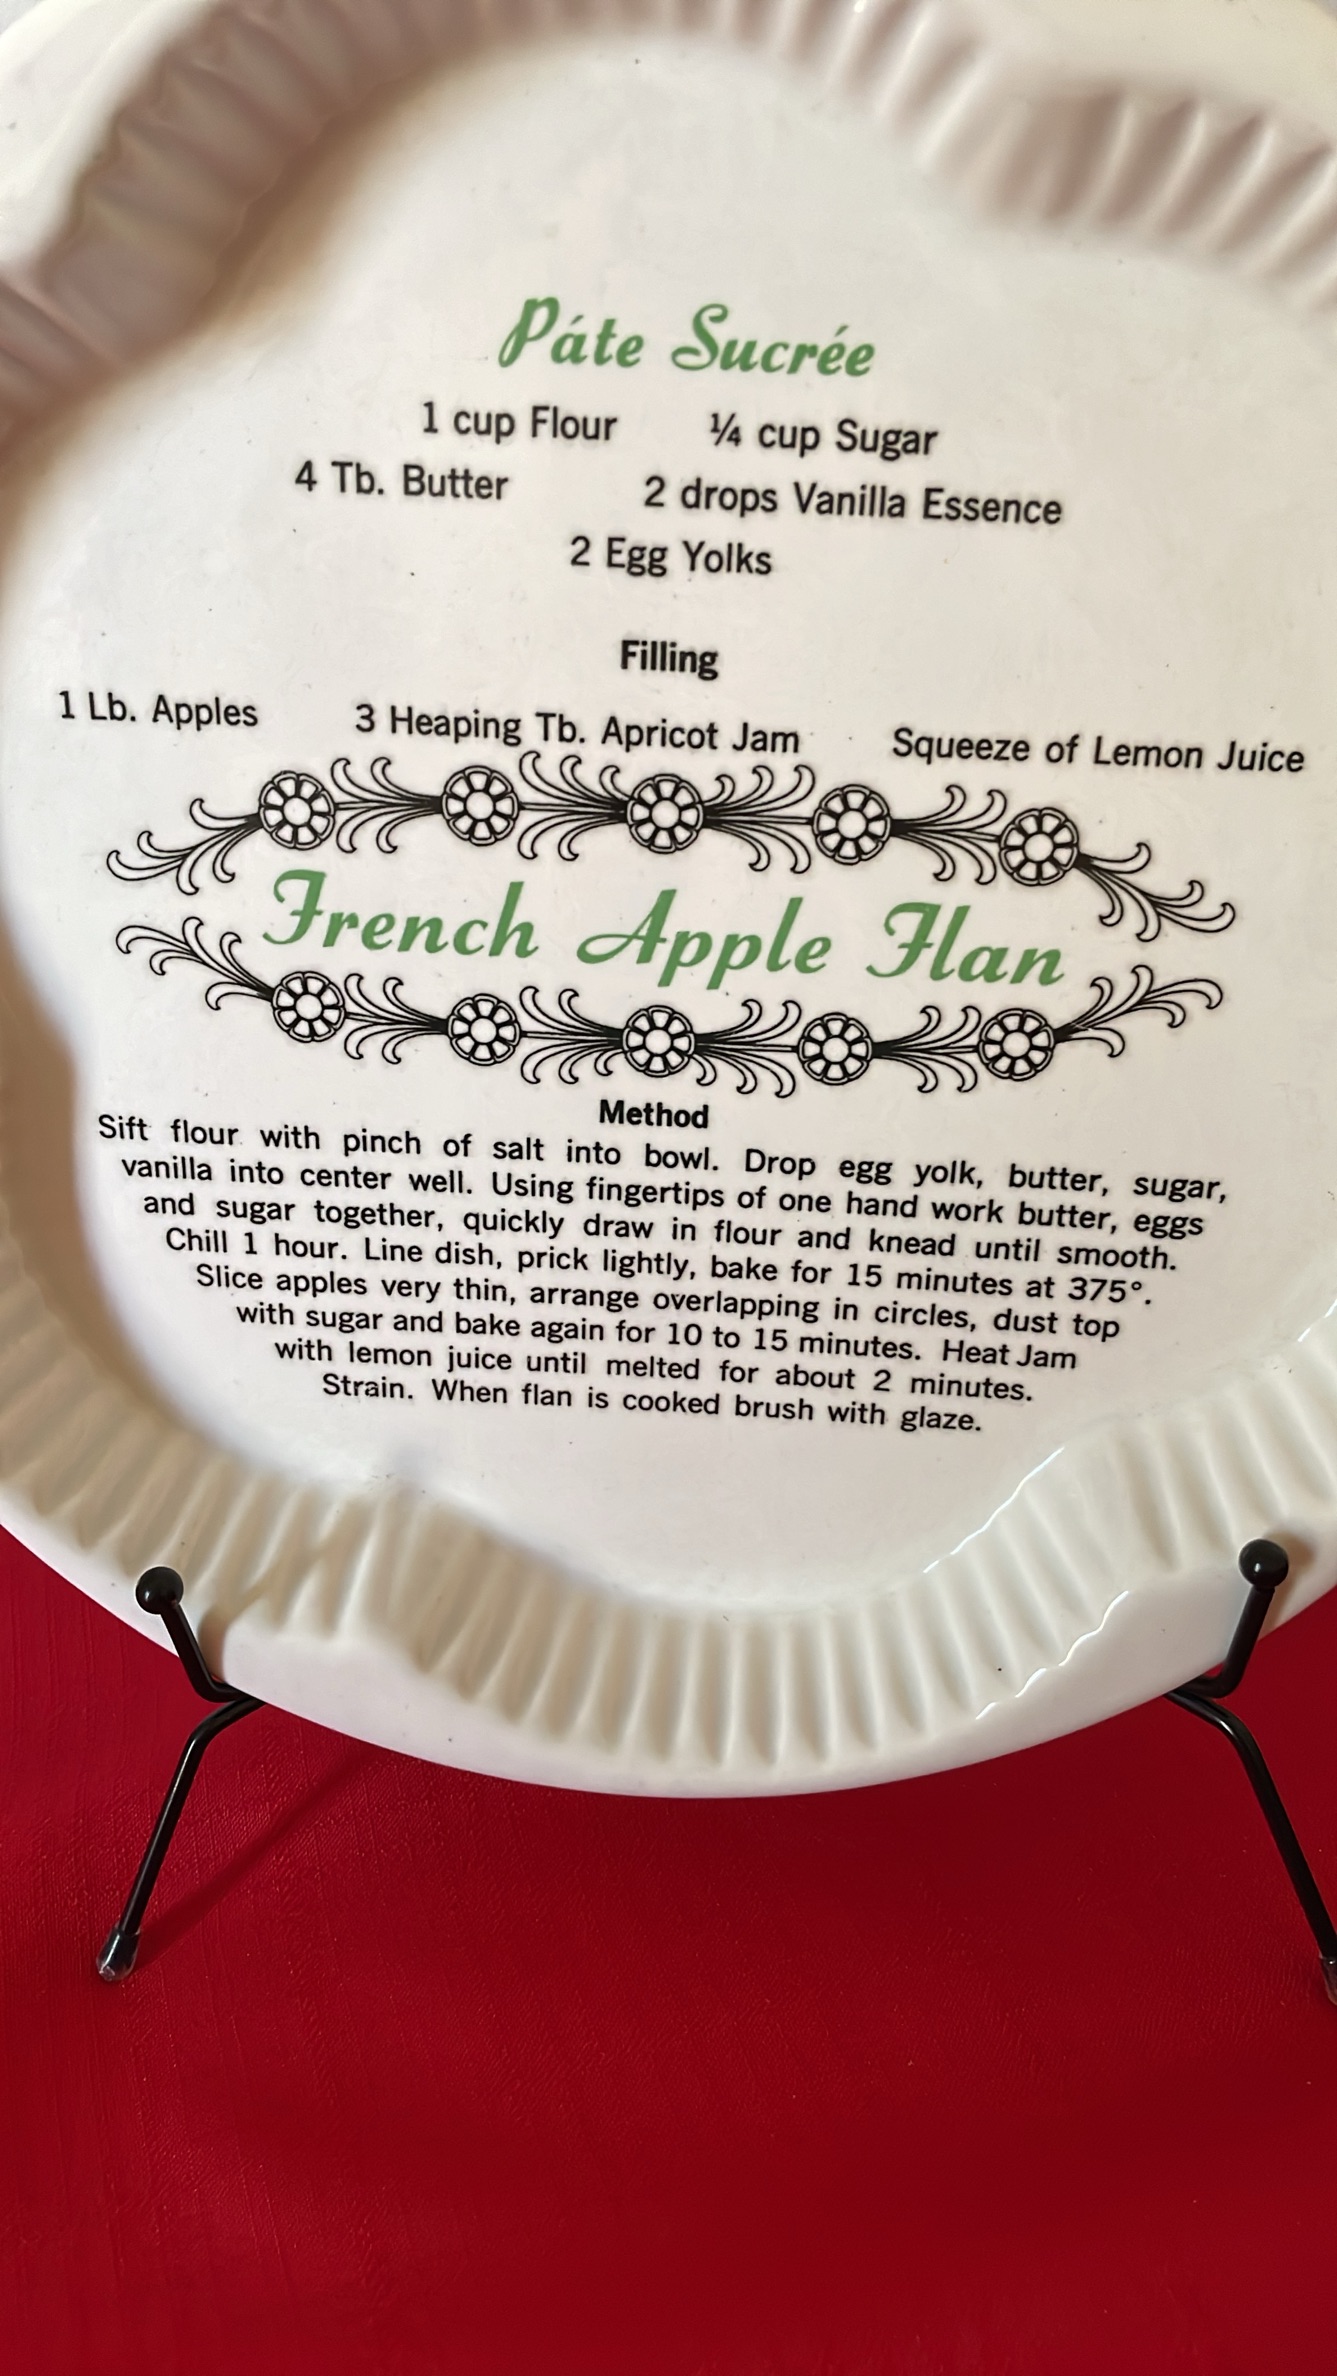 Páte Sucrée
1 cup Flour ¼ cup Sugar
4 Tb. Butter 2 drops Vanilla Essence
2 Egg Yolks
Filling
1 Lb. Apples 3 Heaping Tb. Apricot Jam Squeeze of Lemon Juice
French Apple Flan
Method
Sift flour with pinch of salt into bowl. Drop egg yolk, butter, sugar,
vanilla into center well. Using fingertips of one hand work butter, eggs
and sugar together, quickly draw in flour and knead until smooth.
Chill 1 hour. Line dish, prick lightly, bake for 15 minutes at 375°.
Slice apples very thin, arrange overlapping in circles, dust top
with sugar and bake again for 10 to 15 minutes. Heat Jam
with lemon juice until melted for about 2 minutes.
Strain. When flan is cooked brush with glaze.